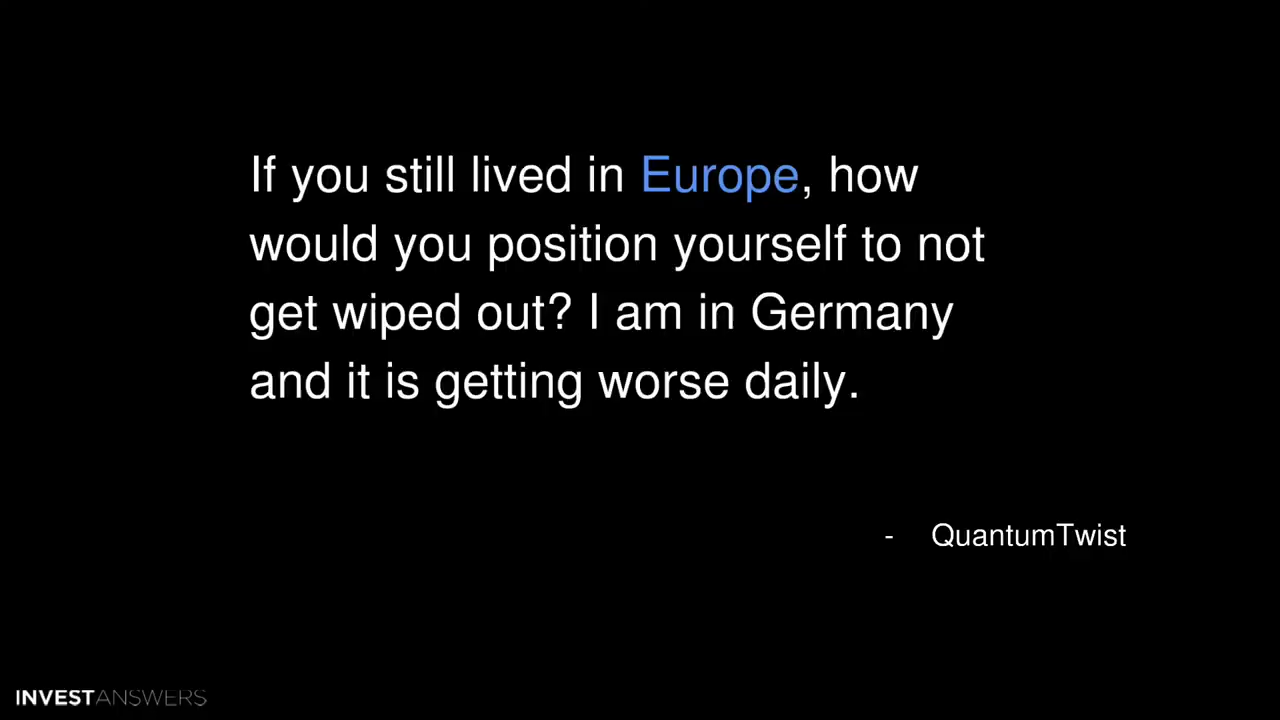 If you still lived in Europe, how
would you position yourself to not
get wiped out? I am in Germany
and it is getting worse daily.
- QuantumTwist
INVESTANSWERS